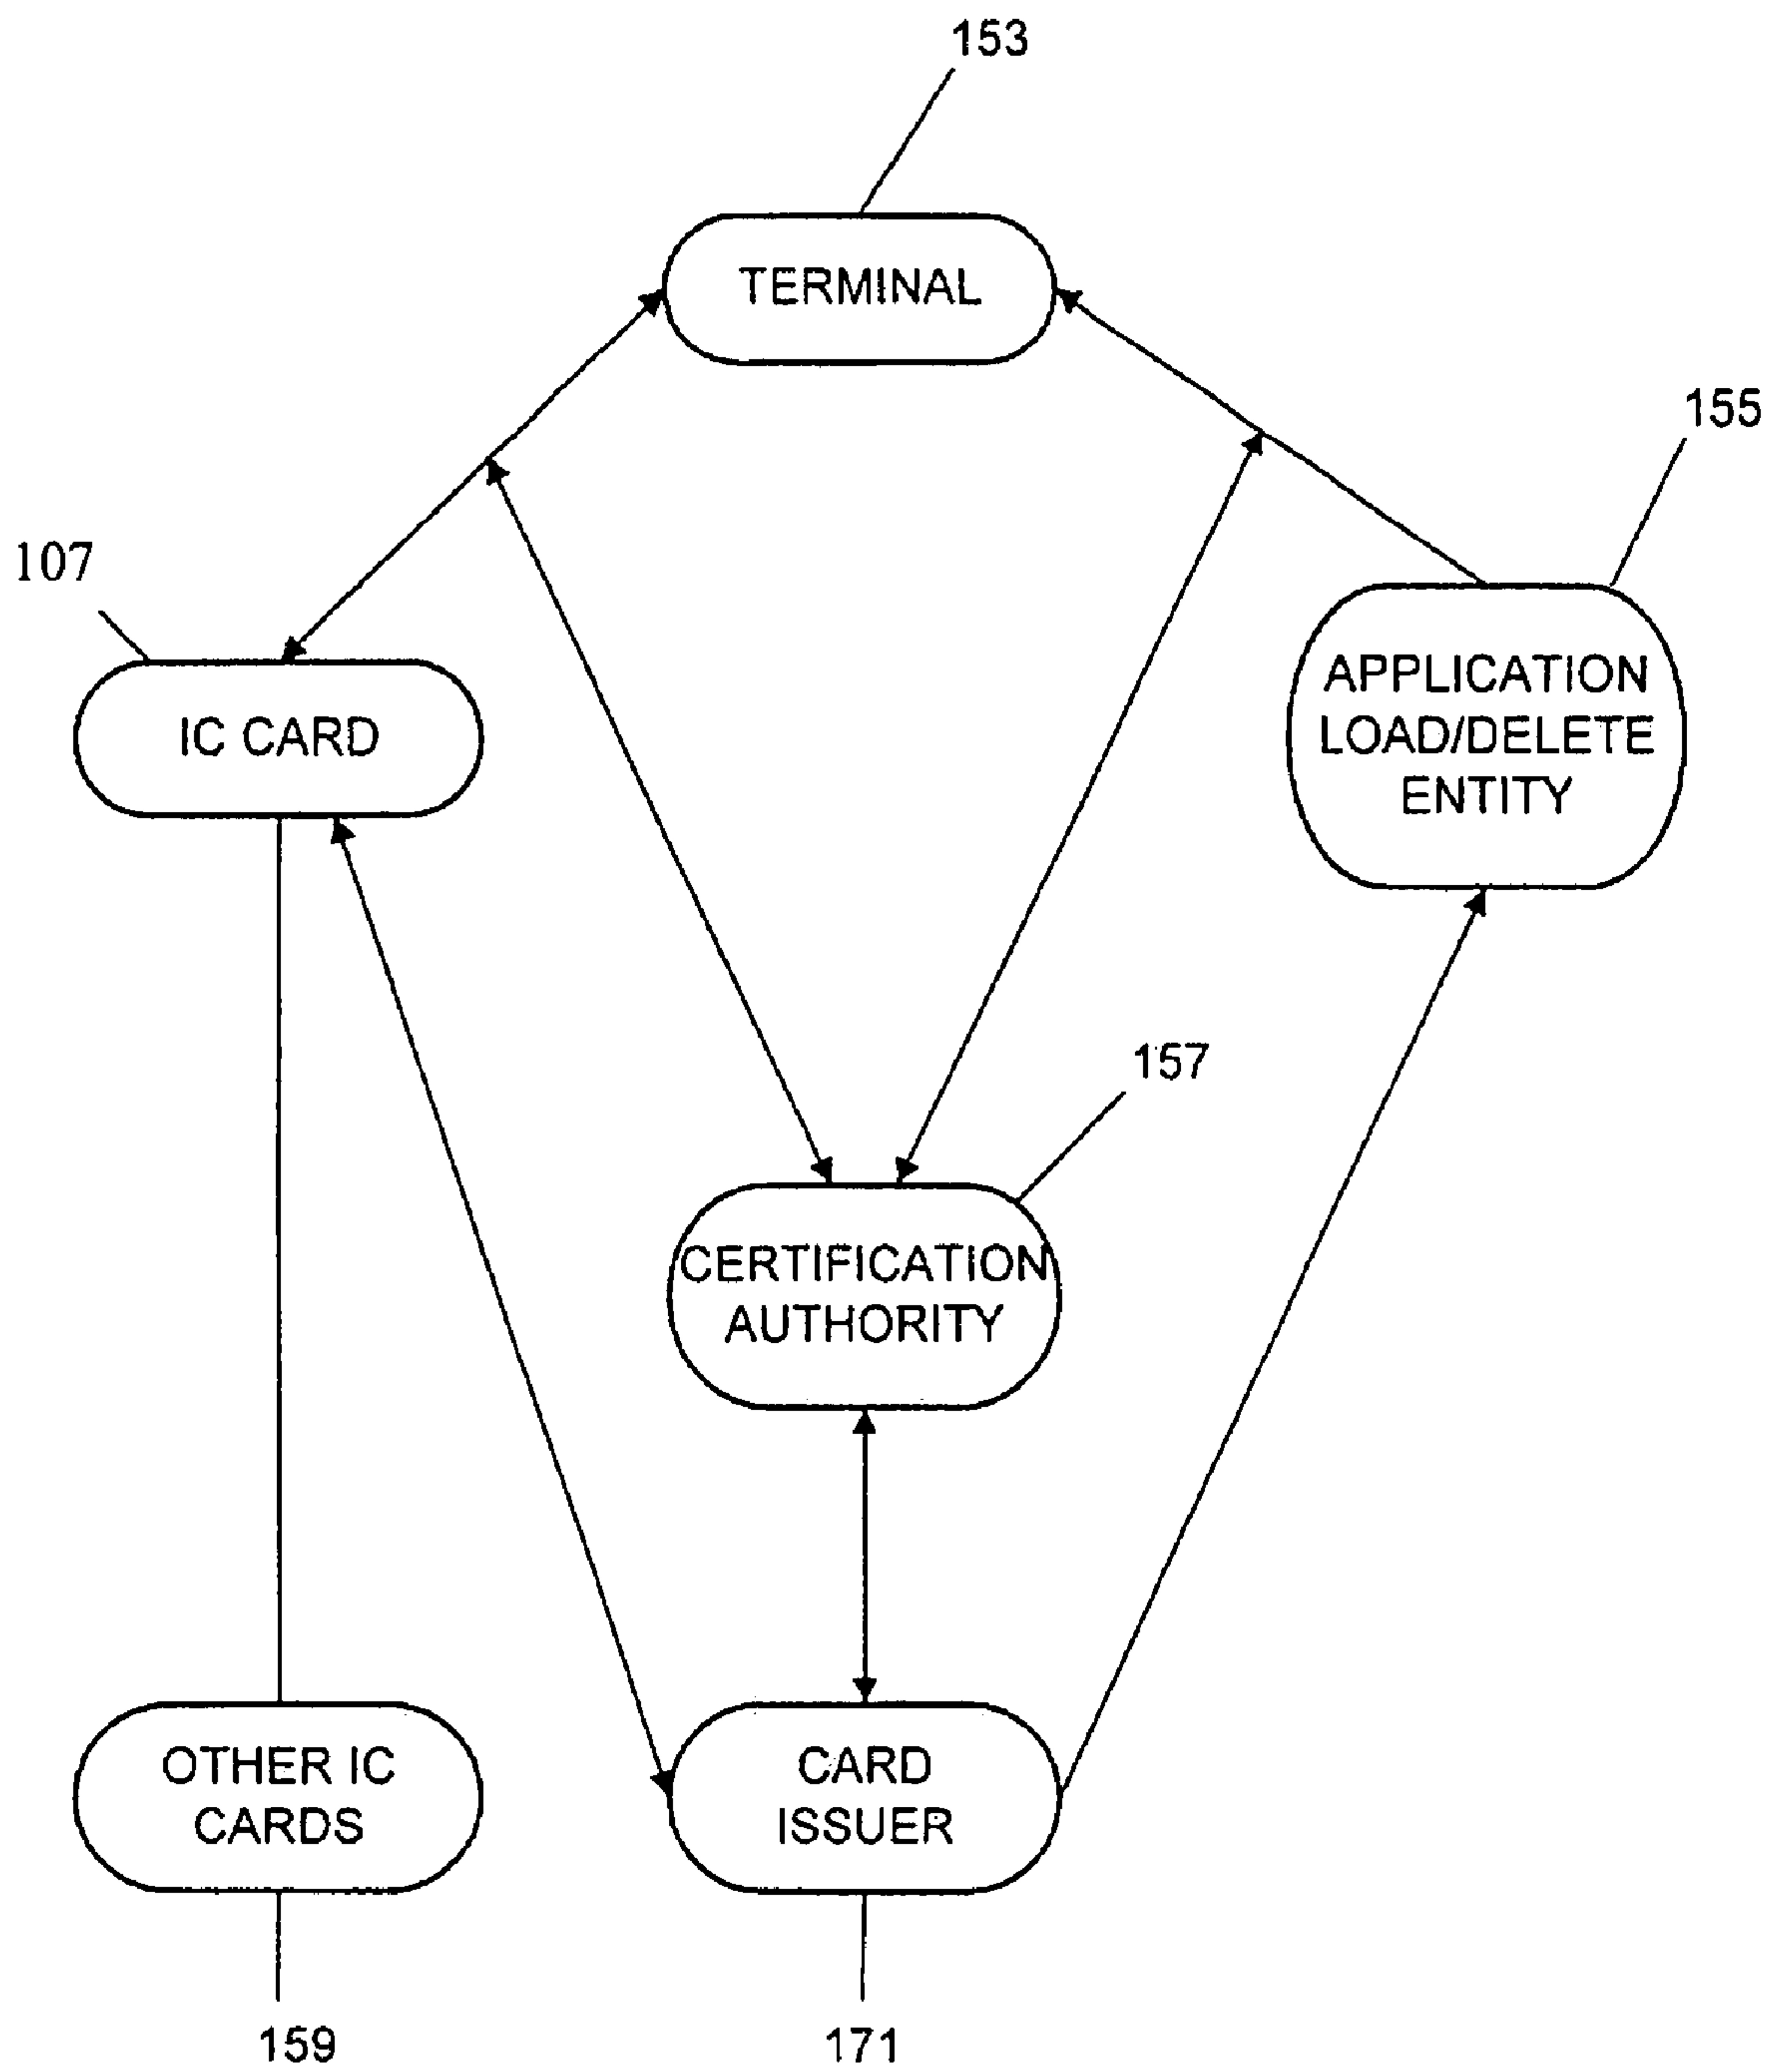 153
TERMINAL
155
107
APPLICATION
LOAD/DELETE
ENTITY
IC CARD
157
CERTIFICATION
AUTHORITY
OTHER IC
CARDS
CARD
ISSUER
159
171